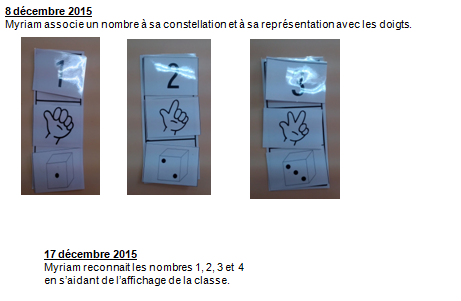 8 décembre 2015
Myriam associe un nombre à sa constellation et à sa représentation avec les doigts.
1 2 3
17 décembre 2015
Myriam reconnait les nombres 1, 2, 3 et 4
en s'aidant de l'affichage de la classe.